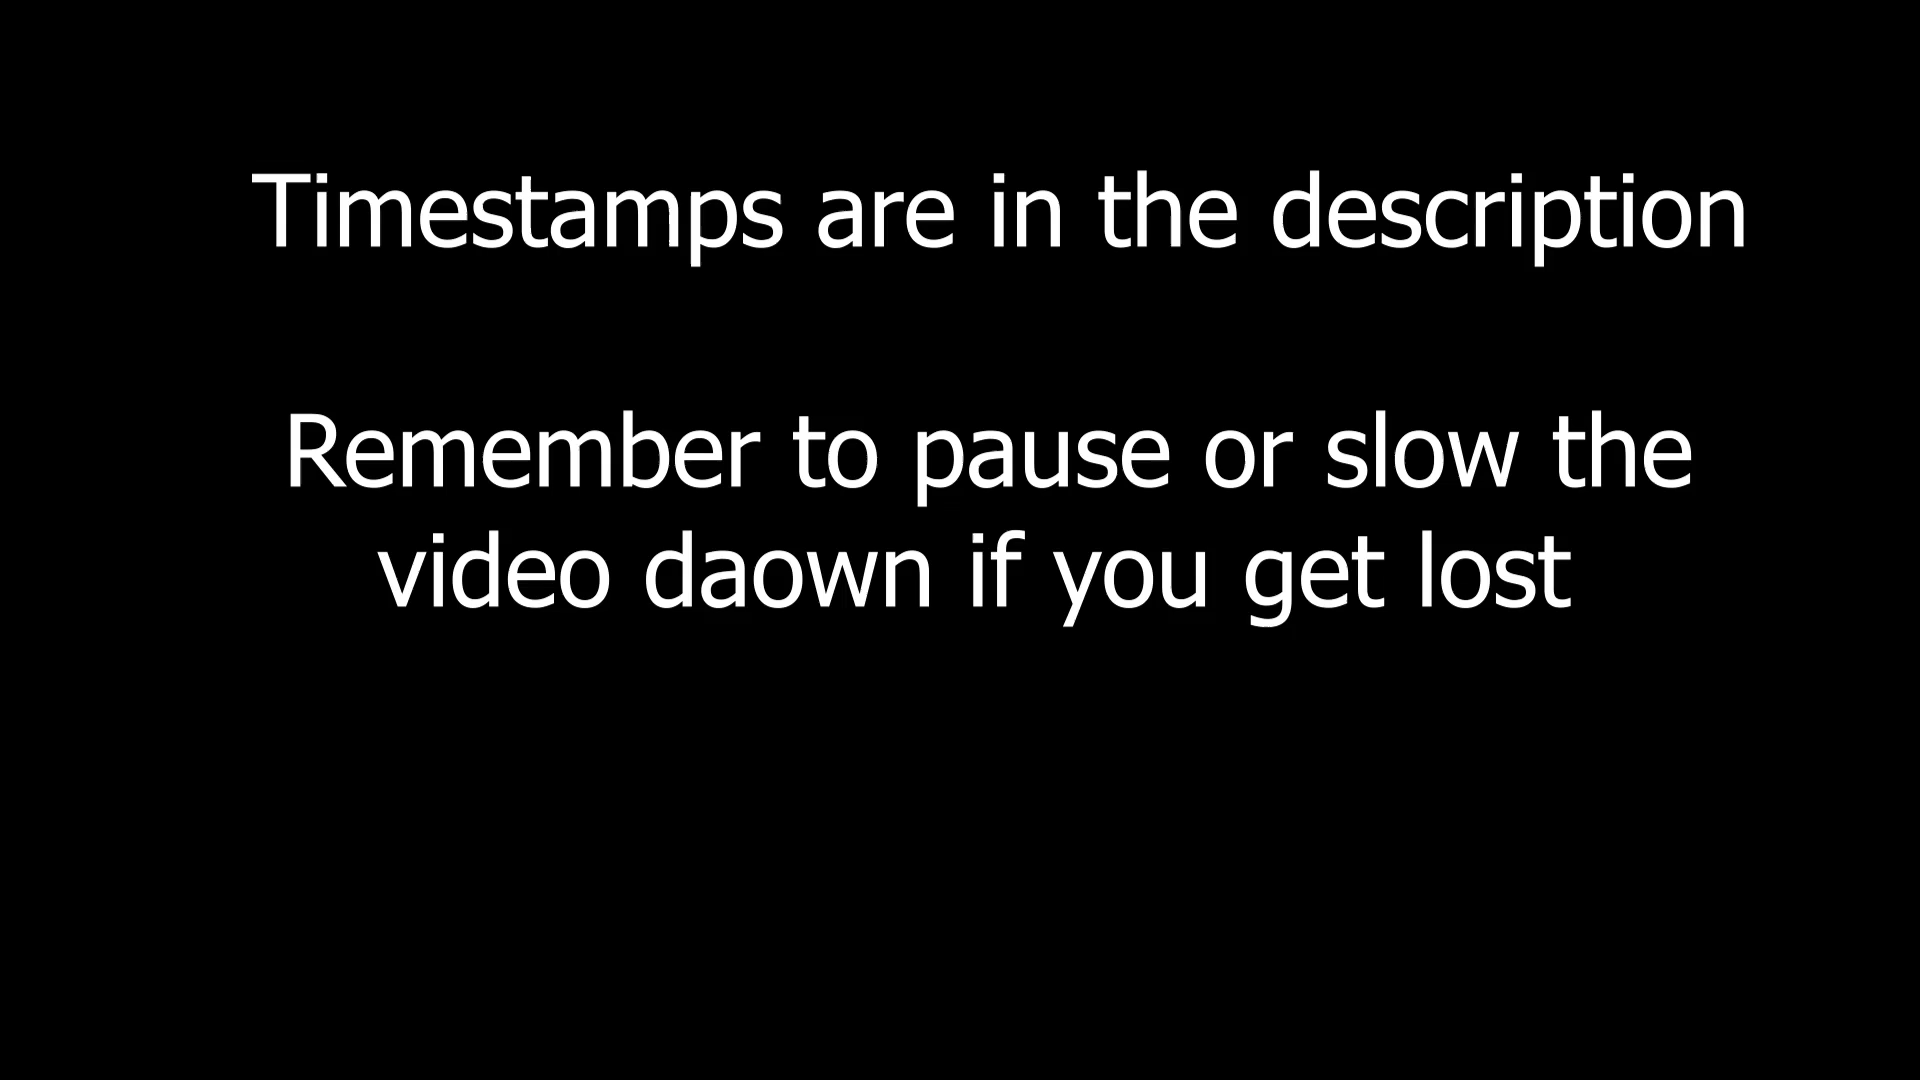 Timestamps are in the description
Remember to pause or slow the
video daown if you get lost